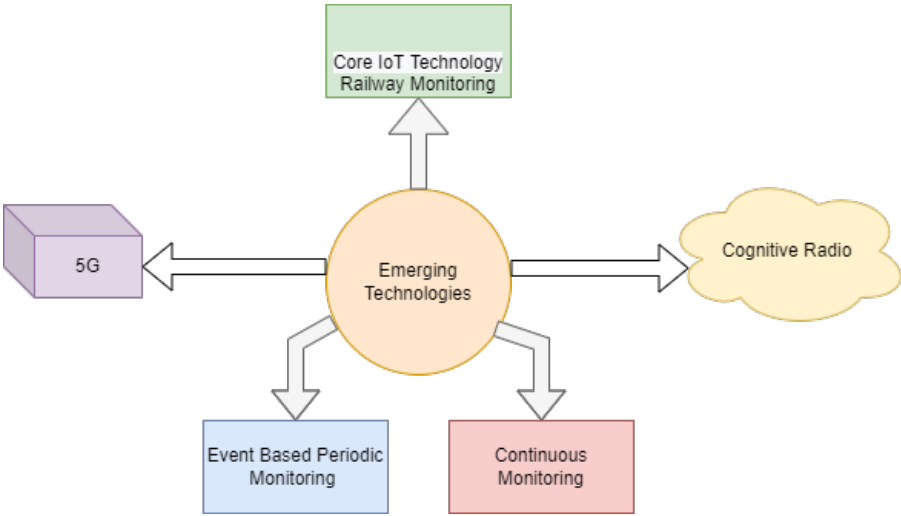 Core IoT Technology
Railway Monitoring
5G
Emerging
Technologies
Cognitive Radio
Event Based Periodic
Monitoring
Continuous
Monitoring